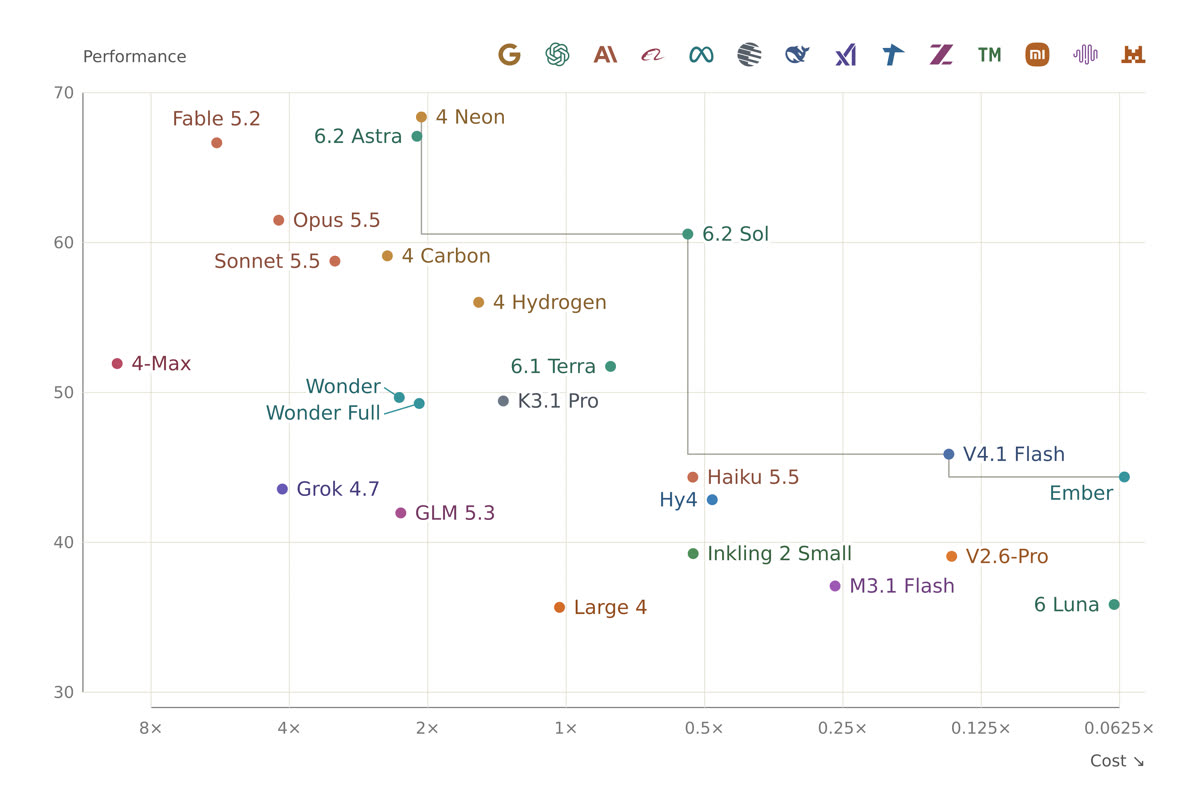 Performance
G AI TM mi
70
Fable 5.2
4 Neon
6.2 Astra
Opus 5.5
6.2 Sol
60
4 Carbon
Sonnet 5.5
4 Hydrogen
4-Max
6.1 Terra
Wonder
50
K3.1 Pro
Wonder Full
V4.1 Flash
Haiku 5.5
Grok 4.7
Ember
Hy4
GLM 5.3
40
Inkling 2 Small
V2.6-Pro
M3.1 Flash
Large 4
6 Luna
30
8× 4× 2× 1× 0.5× 0.25× 0.125× 0.0625×
Cost ↘